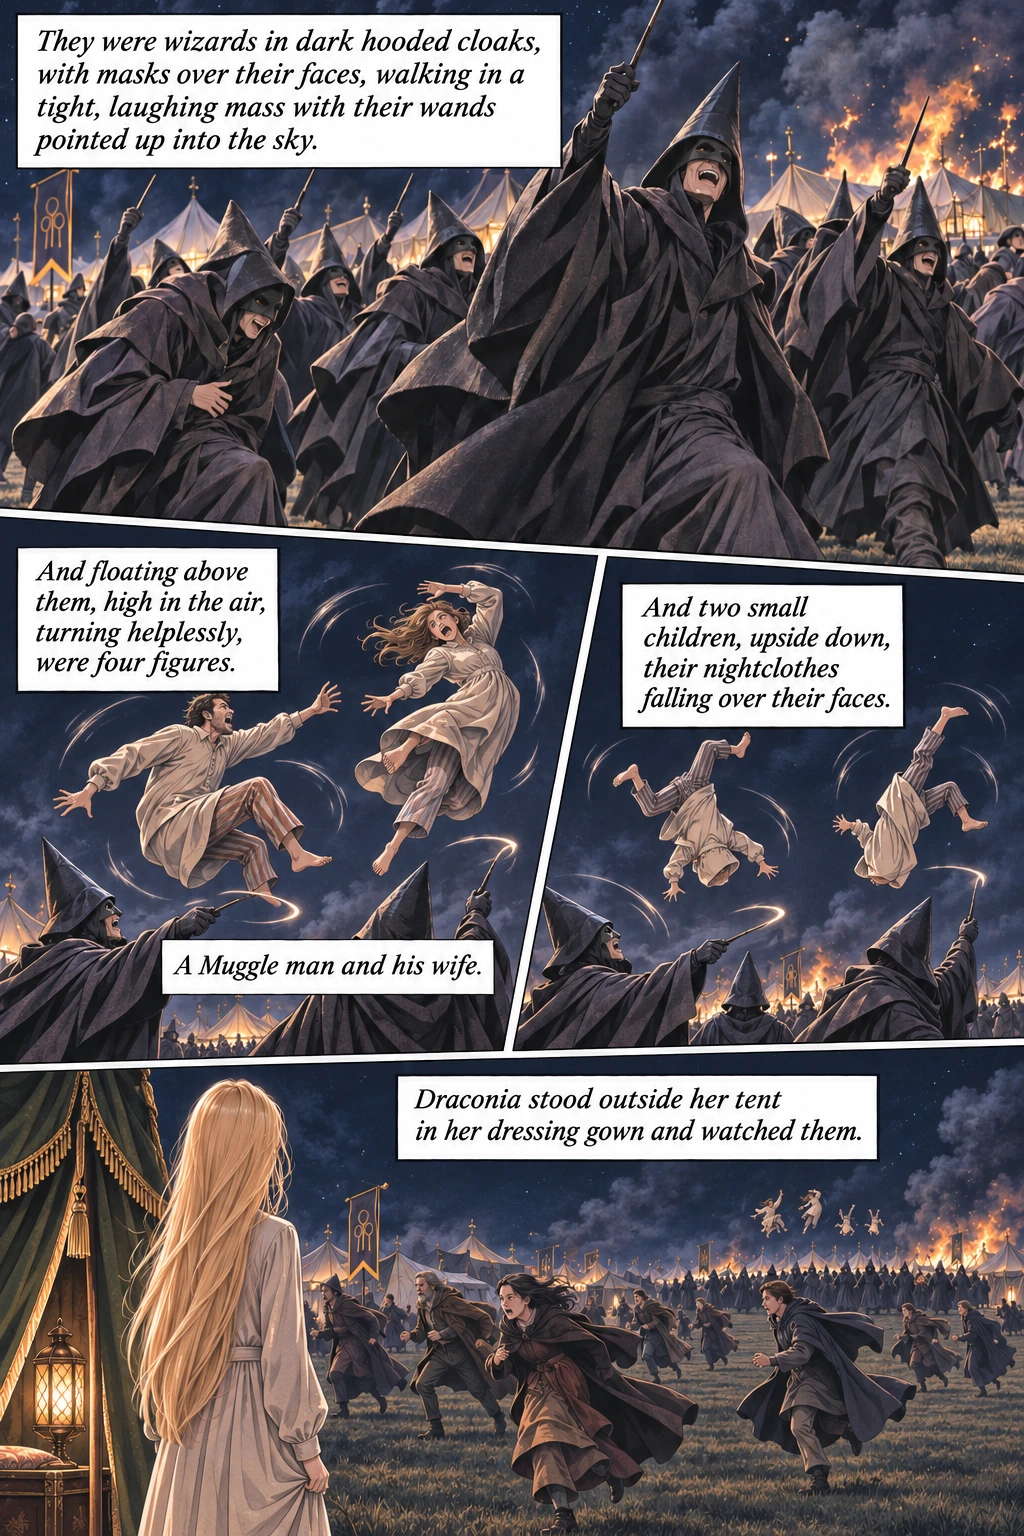 They were wizards in dark hooded cloaks,
with masks over their faces, walking in a
tight, laughing mass with their wands
pointed up into the sky.
And floating above
them, high in the air,
turning helplessly,
were four figures.
A Muggle man and his wife.
And two small
children, upside down,
their nightclothes
falling over their faces.
Draconia stood outside her tent
in her dressing gown and watched them.